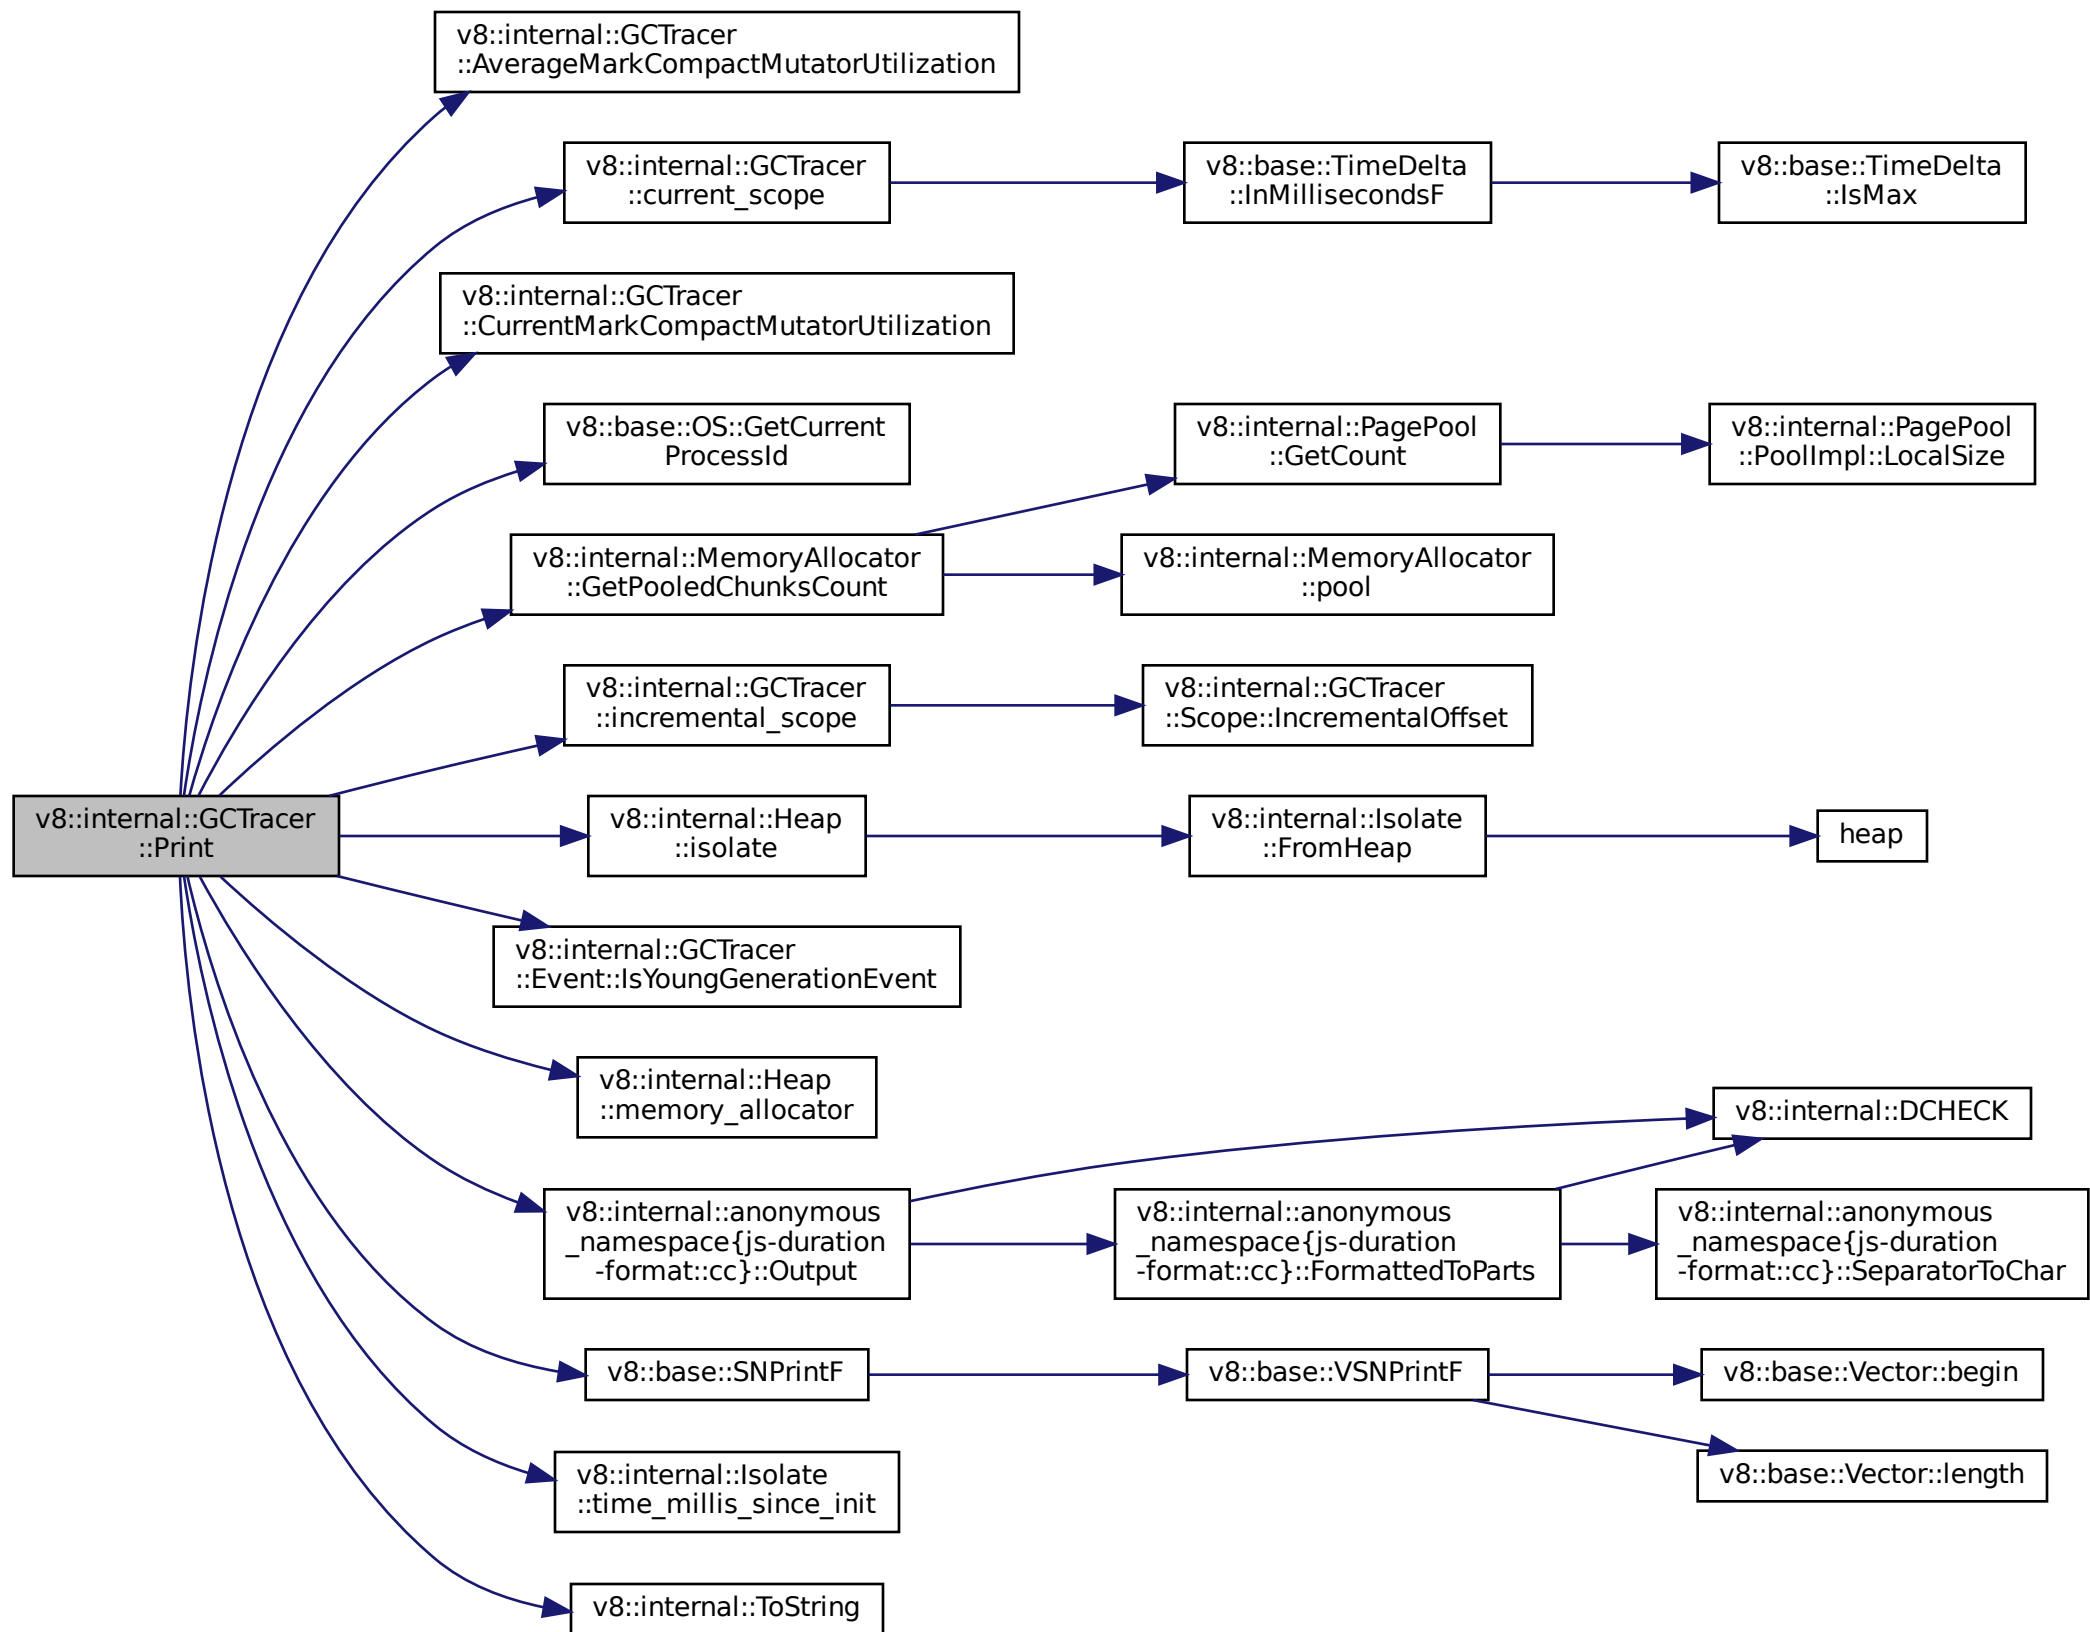 v8::internal::GCTracer
::AverageMarkCompactMutatorUtilization
v8::internal::GCTracer
::current_scope
v8::base::TimeDelta
::InMillisecondsF
v8::base::TimeDelta
::IsMax
v8::internal::GCTracer
::CurrentMarkCompactMutatorUtilization
v8::base::OS::GetCurrent
ProcessId
v8::internal::PagePool
::GetCount
v8::internal::PagePool
::PoolImpl::LocalSize
v8::internal::MemoryAllocator
::GetPooledChunksCount
v8::internal::MemoryAllocator
::pool
v8::internal::GCTracer
::incremental_scope
v8::internal::GCTracer
::Scope::IncrementalOffset
v8::internal::GCTracer
::Print
v8::internal::Heap
::isolate
v8::internal::Isolate
::FromHeap
heap
v8::internal::GCTracer
::Event::IsYoungGenerationEvent
v8::internal::Heap
::memory_allocator
v8::internal::DCHECK
v8::internal::anonymous
_namespace{js-duration
-format::cc}::Output
v8::internal::anonymous
_namespace{js-duration
-format::cc}::FormattedToParts
v8::internal::anonymous
_namespace{js-duration
-format::cc}::SeparatorToChar
v8::base::SNPrintF
v8::base::VSNPrintF
v8::base::Vector::begin
v8::base::Vector::length
v8::internal::Isolate
::time_millis_since_init
v8::internal::ToString